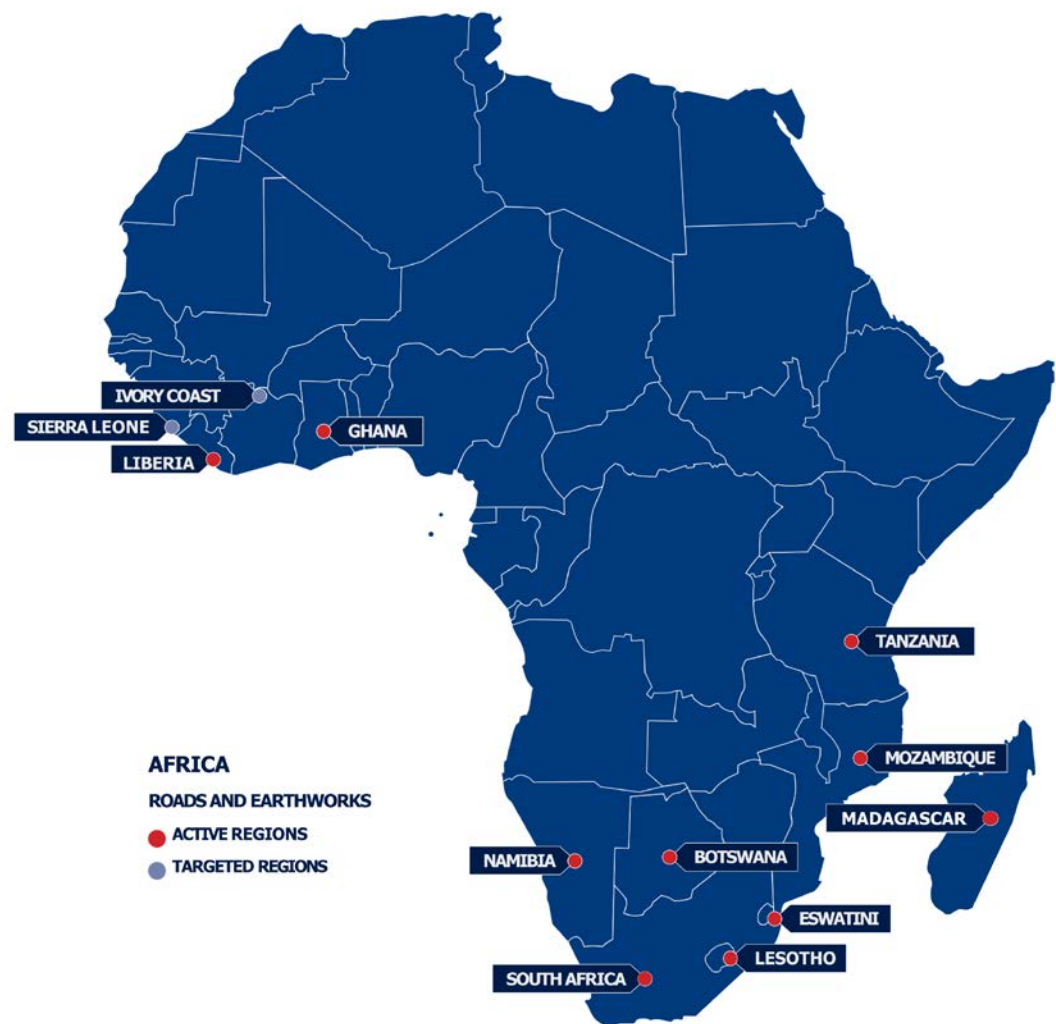 IVORY COAST
SIERRA LEONE
GHANA
LIBERIA
TANZANIA
MOZAMBIQUE
AFRICA
ROADS AND EARTHWORKS
ACTIVE REGIONS
TARGETED REGIONS
MADAGASCAR
NAMIBIA
BOTSWANA
ESWATINI
LESOTHO
SOUTH AFRICA